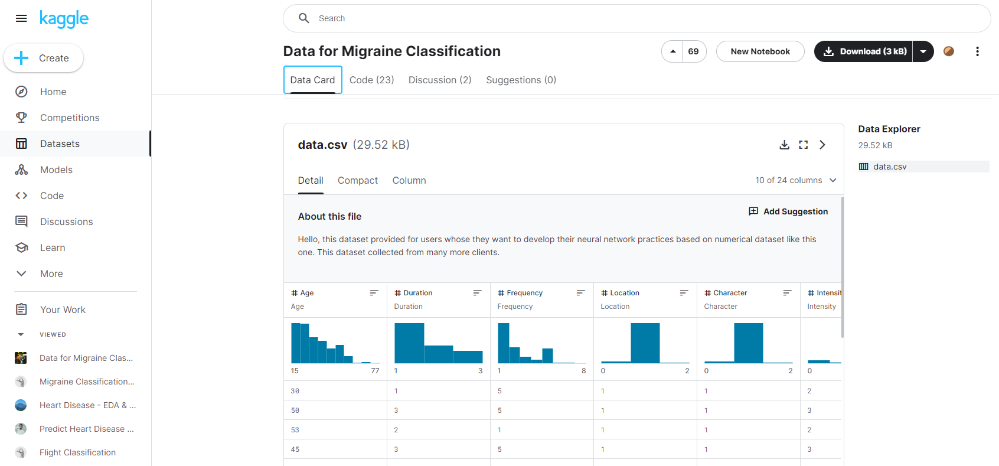 kaggle
Search
Create
Home
Competitions
Datasets
Models
Code
Discussions
Learn
More
Your Work
VIEWED
Data for Migraine Clas...
Migraine Classification...
Heart Disease - EDA & ...
Predict Heart Disease ...
Flight Classification
Data for Migraine Classification
69
New Notebook
Download (3 kB)
Data Card Code (23) Discussion (2) Suggestions (0)
data.csv (29.52 kB)
Detail Compact Column
10 of 24 columns
About this file
Add Suggestion
Hello, this dataset provided for users whose they want to develop their neural network practices based on numerical dataset like this
one. This dataset collected from many more clients.
# Age # Duration # Frequency # Location # Character # Intensit
Age Duration Frequency Location Character Intensity
15 77 1 3 1 8 0 2 0 2 0
30 1 5 1 1 2
50 3 5 1 1 3
53 2 1 1 1 2
45 3 5 1 1 3
Data Explorer
29.52 kB
data.csv